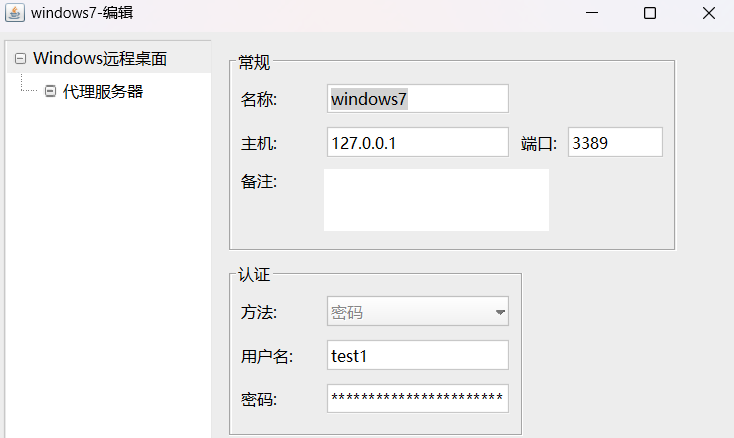 windows7-编辑
Windows远程桌面
代理服务器
常规
名称: windows7
主机: 127.0.0.1 端口: 3389
备注:
认证
方法: 密码
用户名: test1
密码: ***********************